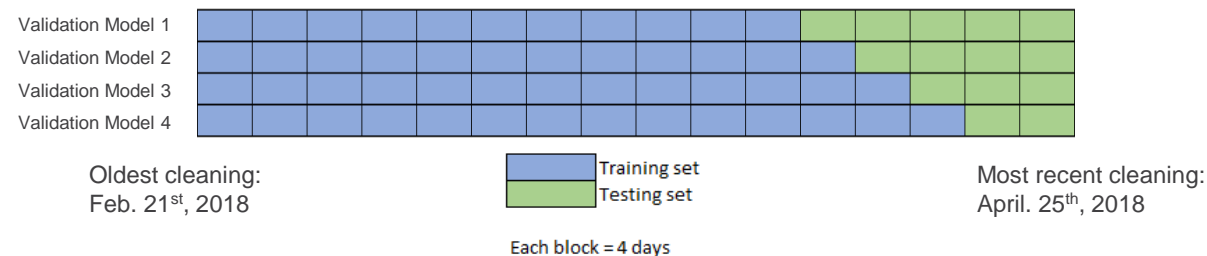 Validation Model 1
Validation Model 2
Validation Model 3
Validation Model 4
Oldest cleaning:
Feb. 21st, 2018
Training set
Testing set
Most recent cleaning:
April. 25th, 2018
Each block = 4 days